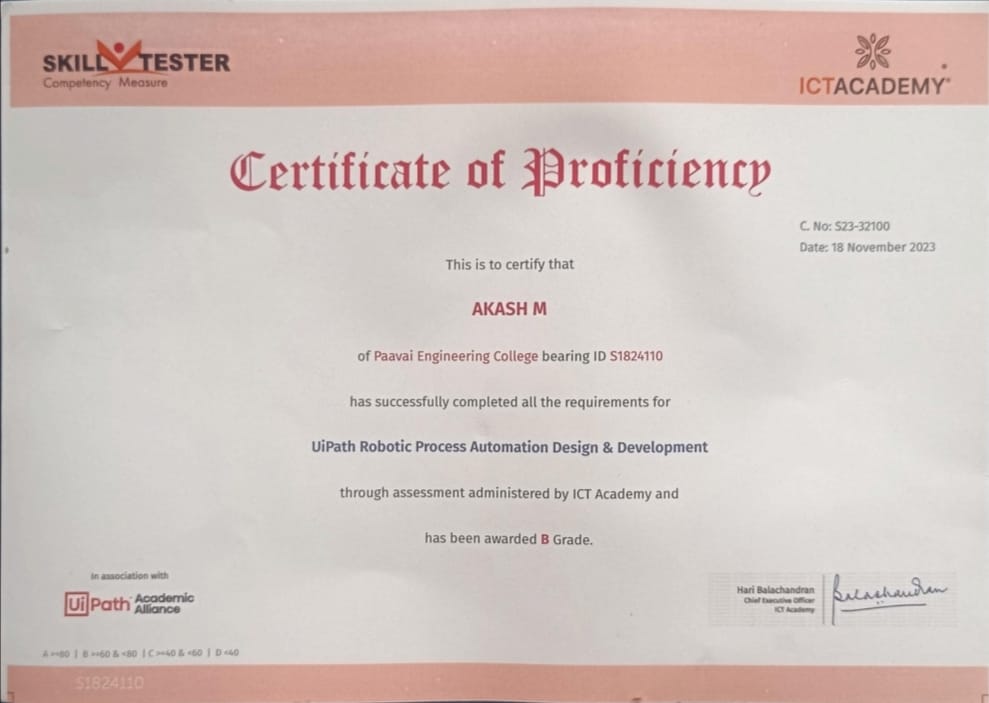 SKILL TESTER
Competency Measure
ICTACADEMY®
Certificate of Proficiency
C. No: S23-32100
Date: 18 November 2023
This is to certify that
AKASH M
of Paavai Engineering College bearing ID S1824110
has successfully completed all the requirements for
UiPath Robotic Process Automation Design & Development
through assessment administered by ICT Academy and
has been awarded B Grade.
In association with
UiPath Academic
Alliance
Hari Balachandran
Chief Executive Officer
ICT Academy
Balachandran
A >=80 | B >=60 & <80 | C >=40 & <60 | D <40
S1824110